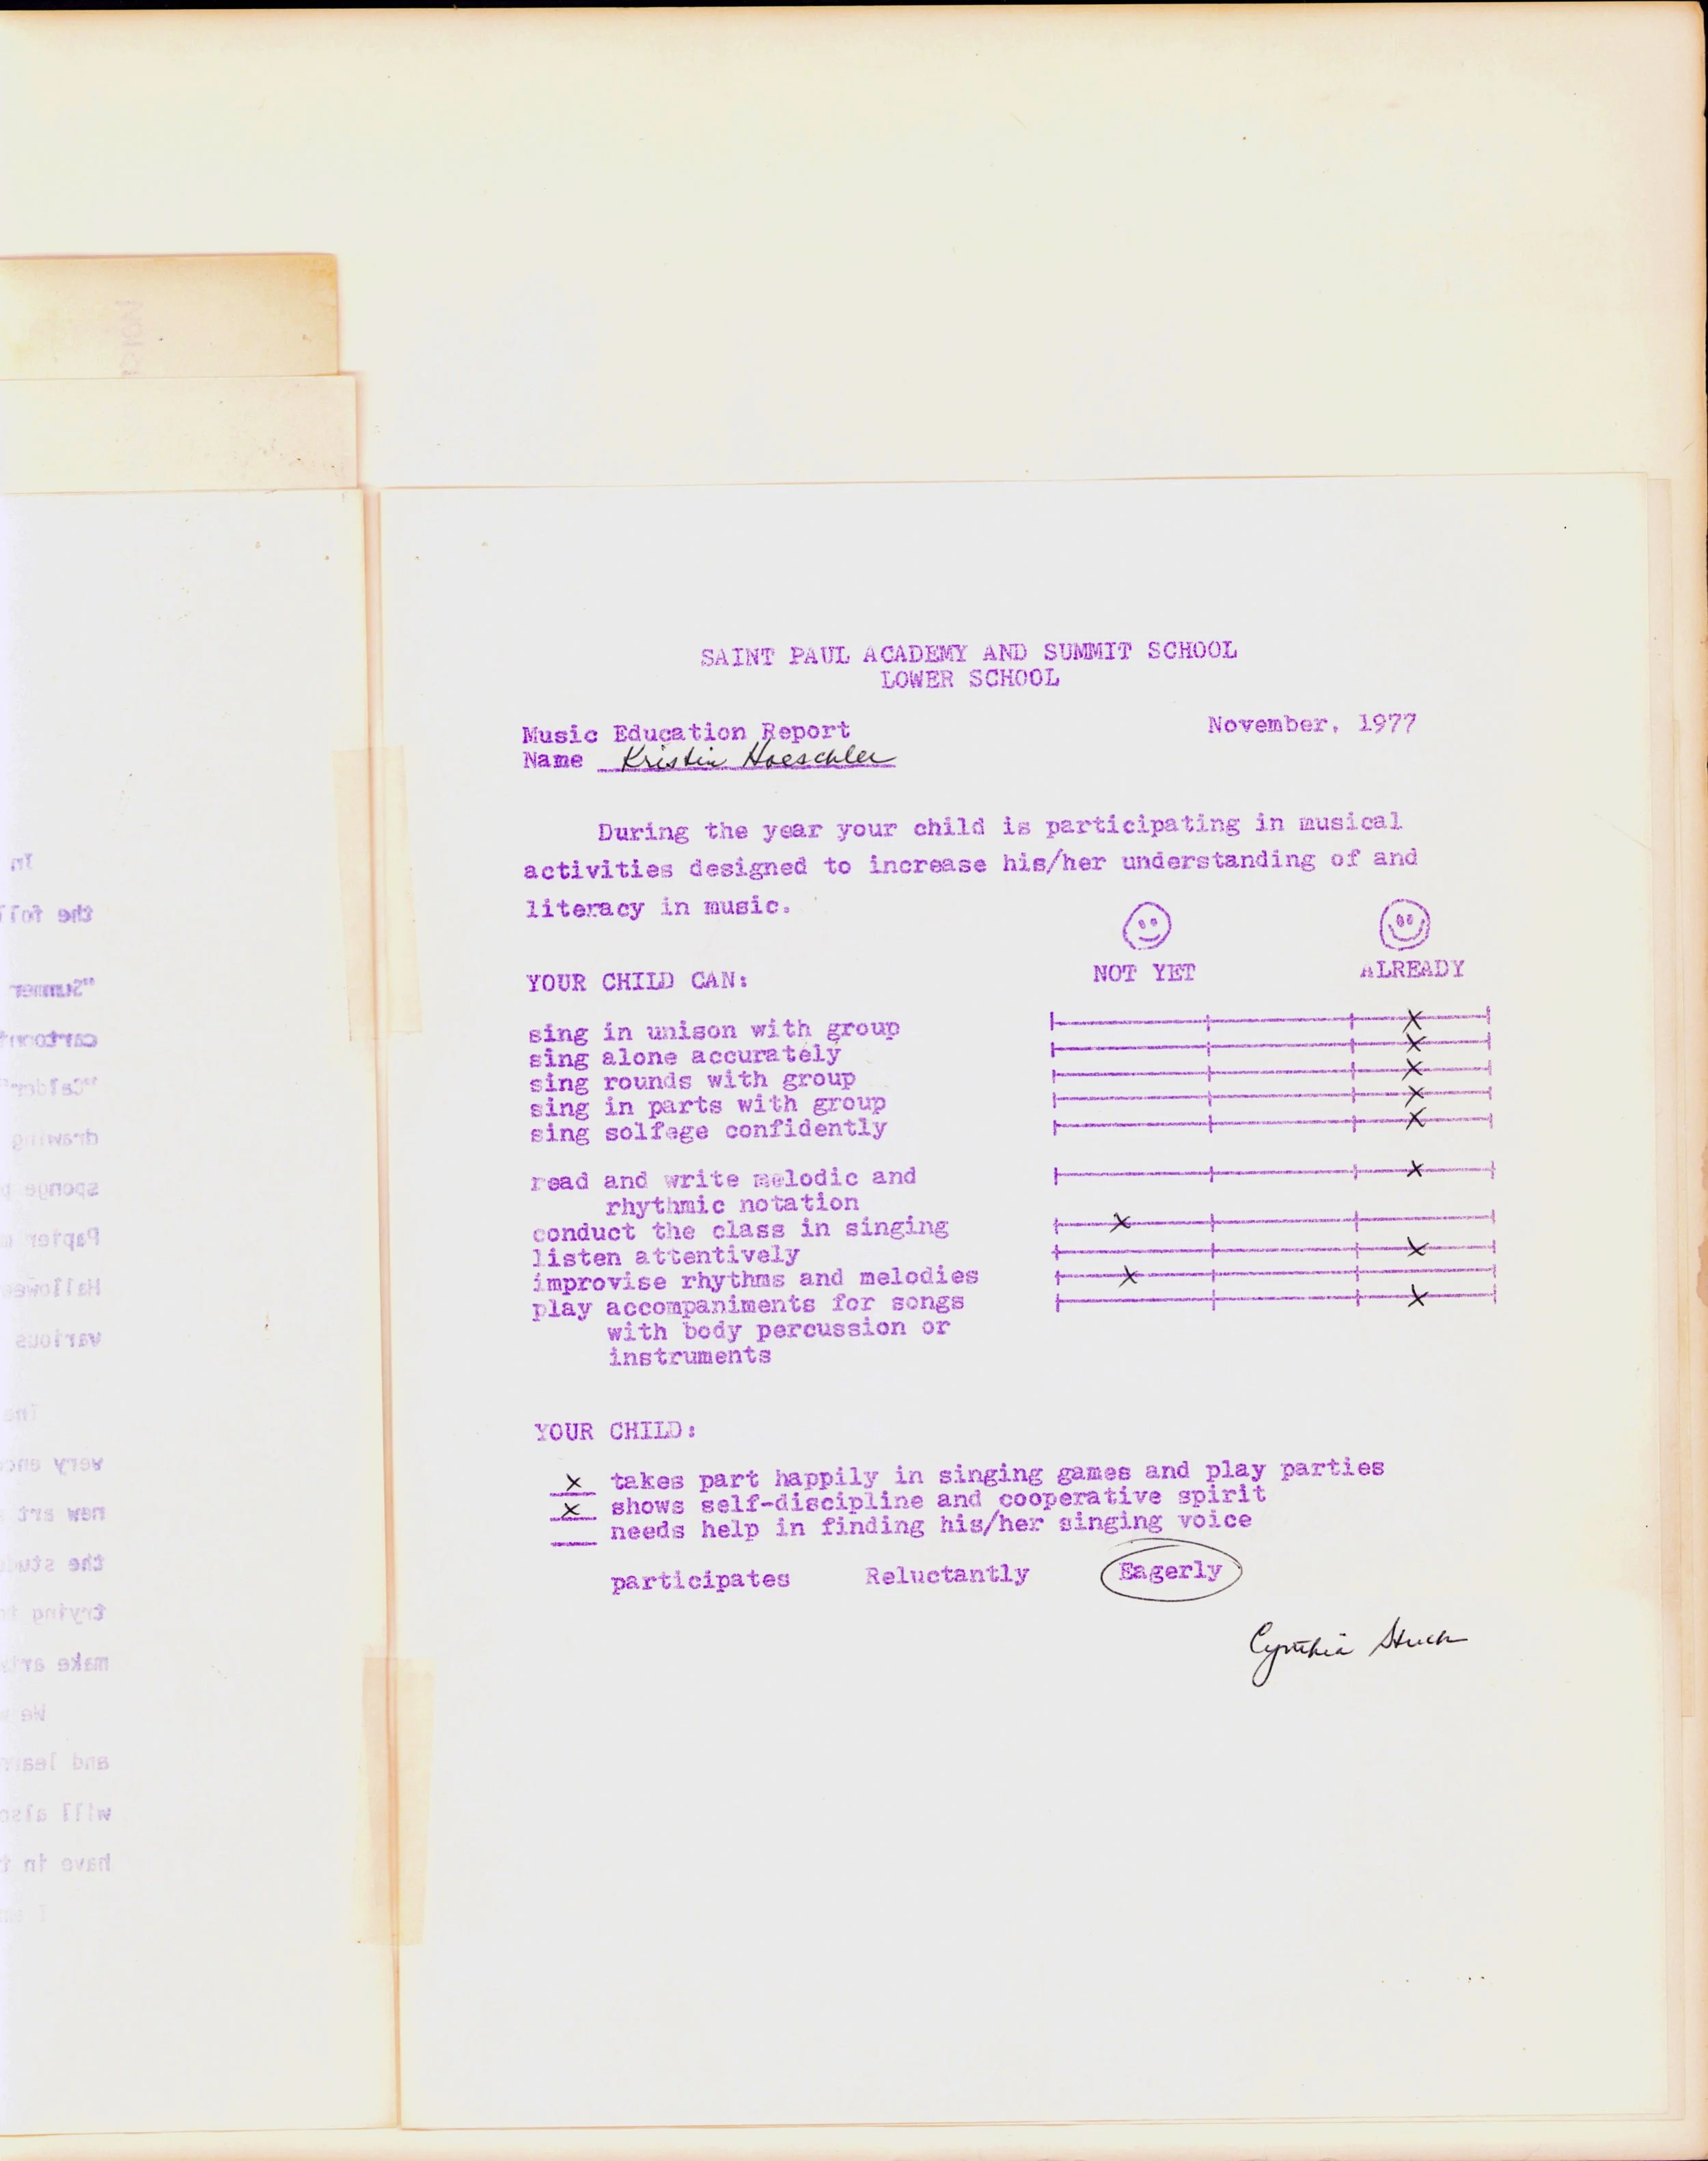 SAINT PAUL ACADEMY AND SUMMIT SCHOOL
LOWER SCHOOL
Music Education Report November, 1977
Name Kristin Hoeschler
During the year your child is participating in musical
activities designed to increase his/her understanding of and
literacy in music.
YOUR CHILD CAN: NOT YET ALREADY
sing in unison with group X
sing alone accurately X
sing rounds with group X
sing in parts with group X
sing solfege confidently X
read and write melodic and X
rhythmic notation
conduct the class in singing X
listen attentively X
improvise rhythms and melodies X
play accompaniments for songs X
with body percussion or
instruments
YOUR CHILD:
X takes part happily in singing games and play parties
X shows self-discipline and cooperative spirit
needs help in finding his/her singing voice
participates Reluctantly Eagerly
Cynthia